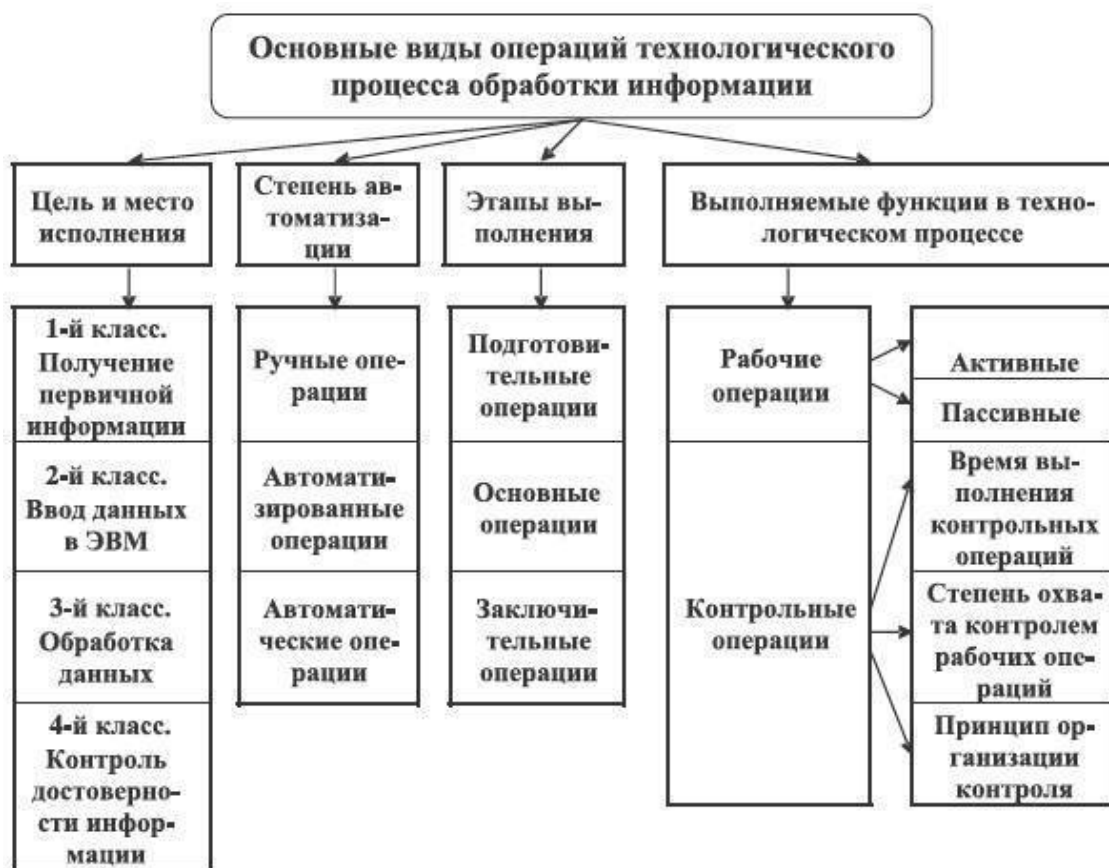 Основные виды операций технологического
процесса обработки информации
Цель и место
исполнения
Степень ав-
томатиза-
ции
Этапы вы-
полнения
Выполняемые функции в техно-
логическом процессе
1-й класс.
Получение
первичной
информации
2-й класс.
Ввод данных
в ЭВМ
3-й класс.
Обработка
данных
4-й класс.
Контроль
достоверно-
сти инфор-
мации
Ручные опе-
рации
Автомати-
зированные
операции
Автомати-
ческие опе-
рации
Подготови-
тельные
операции
Основные
операции
Заключи-
тельные
операции
Рабочие
операции
Контрольные
операции
Активные
Пассивные
Время вы-
полнения
контрольных
операций
Степень охва-
та контролем
рабочих опе-
раций
Принцип ор-
ганизации
контроля